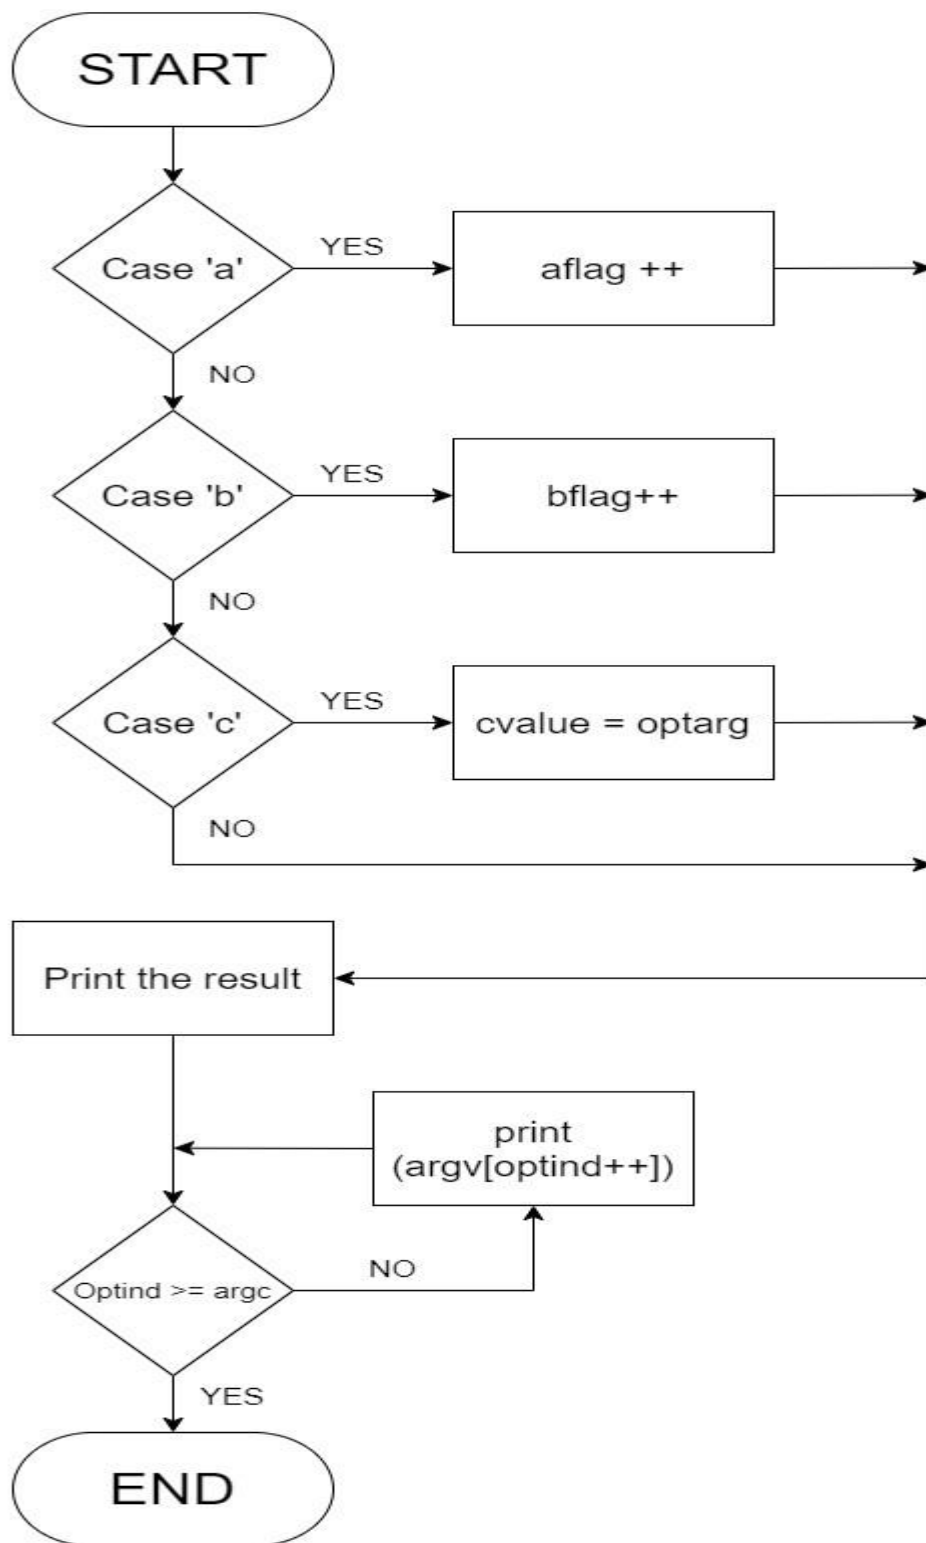 START
Case 'a'
YES
aflag ++
NO
Case 'b'
YES
bflag++
NO
Case 'c'
YES
cvalue = optarg
NO
Print the result
print
(argv[optind++])
Optind >= argc
NO
YES
END